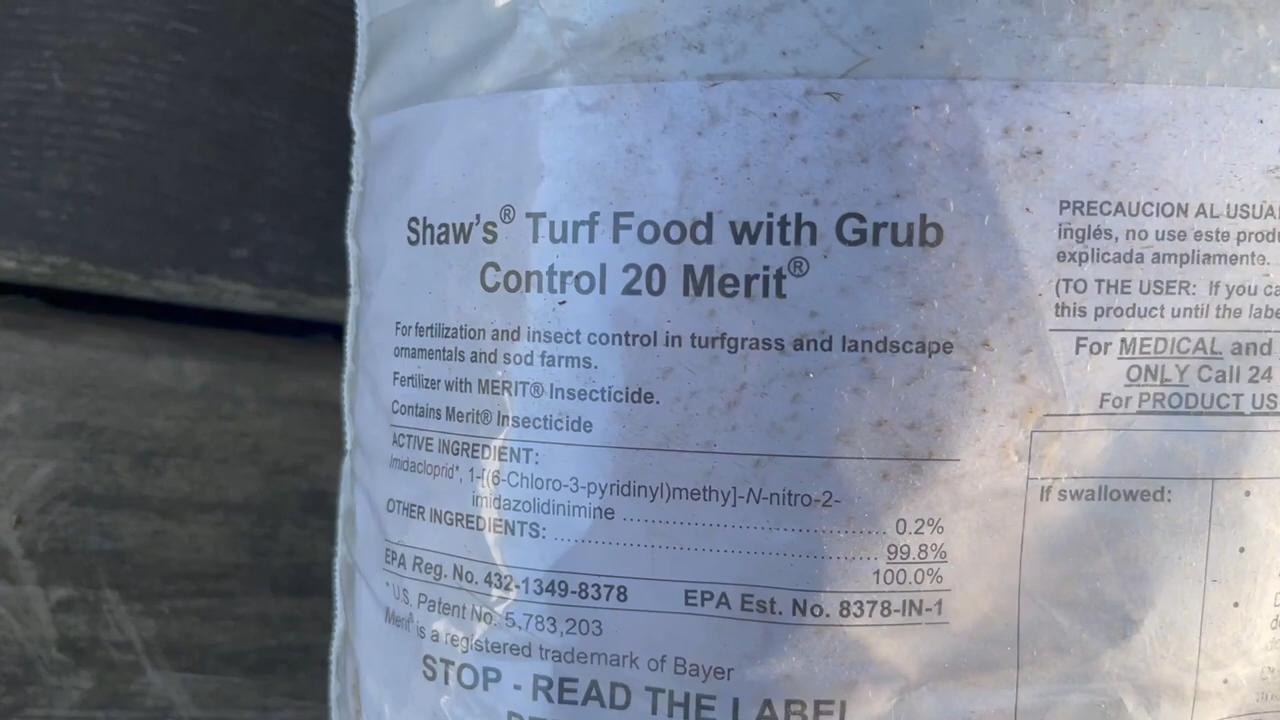 Shaw's® Turf Food with Grub
Control 20 Merit®
For fertilization and insect control in turfgrass and landscape
ornamentals and sod farms.
Fertilizer with MERIT® Insecticide.
Contains Merit® Insecticide
ACTIVE INGREDIENT:
Imidacloprid*, 1-[(6-Chloro-3-pyridinyl)methy]-N-nitro-2-
imidazolidinimine ........................................ 0.2%
OTHER INGREDIENTS: ................................................ 99.8%
100.0%
EPA Reg. No. 432-1349-8378 EPA Est. No. 8378-IN-1
* U.S. Patent No. 5,783,203
Merit® is a registered trademark of Bayer
STOP - READ THE LABEL
PRECAUCION AL USUA
inglés, no use este produ
explicada ampliamente.
(TO THE USER: If you ca
this product until the labe
For MEDICAL and
ONLY Call 24
For PRODUCT US
If swallowed: